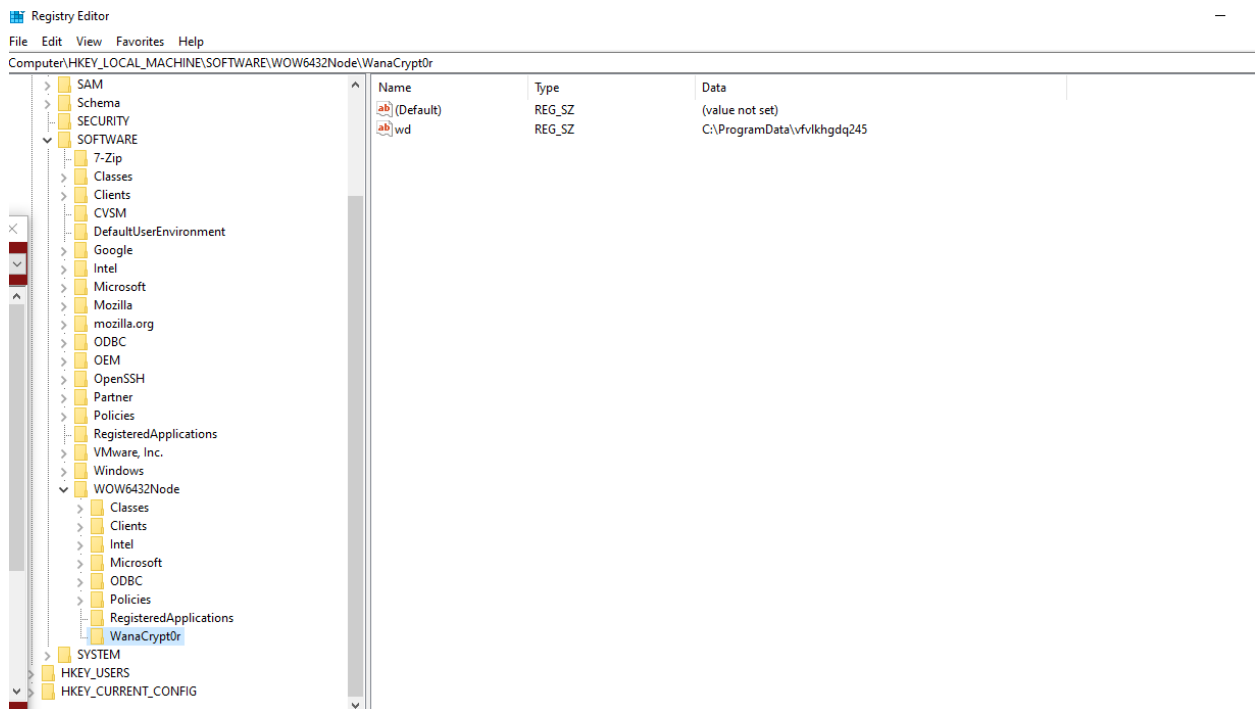 Registry Editor
File Edit View Favorites Help
Computer\HKEY_LOCAL_MACHINE\SOFTWARE\WOW6432Node\WanaCrypt0r
SAM
Schema
SECURITY
SOFTWARE
7-Zip
Classes
Clients
CVSM
DefaultUserEnvironment
Google
Intel
Microsoft
Mozilla
mozilla.org
ODBC
OEM
OpenSSH
Partner
Policies
RegisteredApplications
VMware, Inc.
Windows
WOW6432Node
Classes
Clients
Intel
Microsoft
ODBC
Policies
RegisteredApplications
WanaCrypt0r
SYSTEM
HKEY_USERS
HKEY_CURRENT_CONFIG
Name Type Data
ab (Default) REG_SZ (value not set)
ab wd REG_SZ C:\ProgramData\vfvlkhgdq245